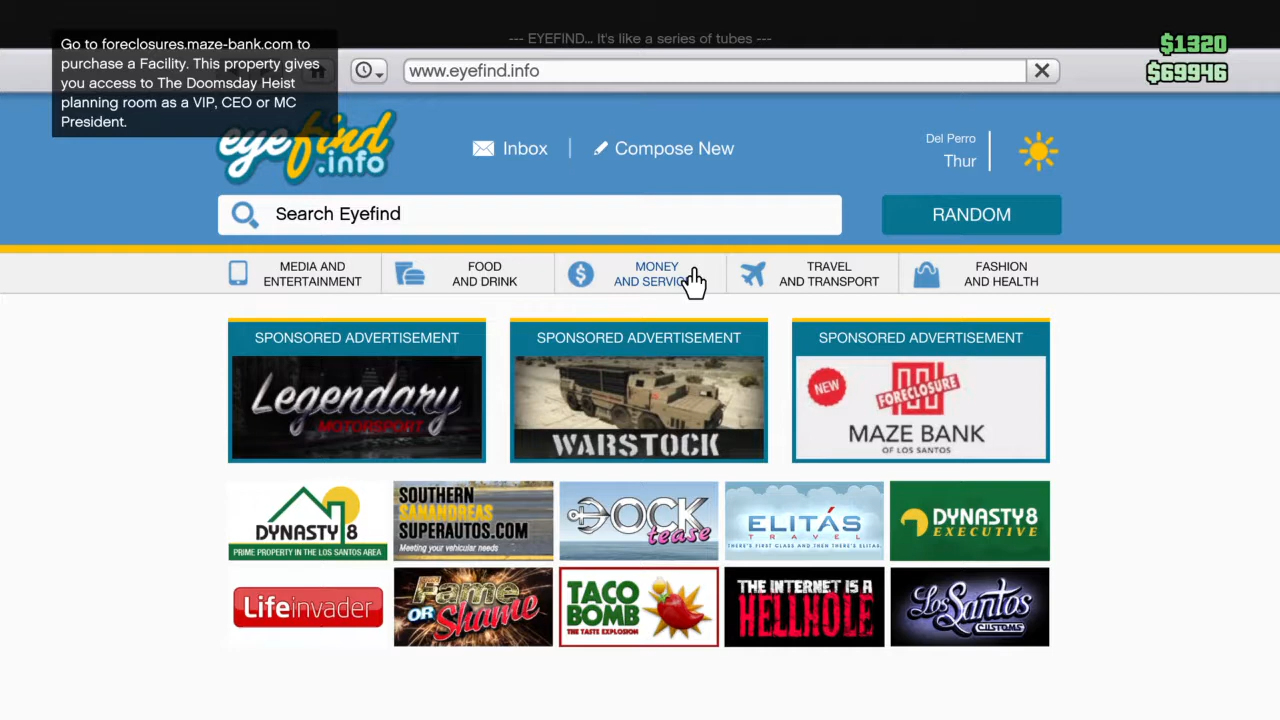 --- EYEFIND... It's like a series of tubes ---
Go to foreclosures.maze-bank.com to
purchase a Facility. This property gives
you access to The Doomsday Heist
planning room as a VIP, CEO or MC
President.
$1320
$69946
www.eyefind.info
eyefind
.info
Inbox
Compose New
Del Perro
Thur
Search Eyefind
RANDOM
MEDIA AND
ENTERTAINMENT
FOOD
AND DRINK
MONEY
AND SERVIC
TRAVEL
AND TRANSPORT
FASHION
AND HEALTH
SPONSORED ADVERTISEMENT
Legendary
MOTORSPORT
SPONSORED ADVERTISEMENT
WARSTOCK
SPONSORED ADVERTISEMENT
NEW
FORECLOSURE
MAZE BANK
OF LOS SANTOS
DYNASTY 8
PRIME PROPERTY IN THE LOS SANTOS AREA
SOUTHERN
SANANDREAS
SUPERAUTOS.COM
Meeting your vehicular needs
DOCK
tease
ELITÁS
TRAVEL
THERE'S FIRST CLASS AND THEN THERE'S ELITAS
DYNASTY 8
EXECUTIVE
Lifeinvader
Fame
OR Shame
TACO
BOMB
THE TASTE EXPLOSION
THE INTERNET IS A
HELLHOLE
Los Santos
CUSTOMS